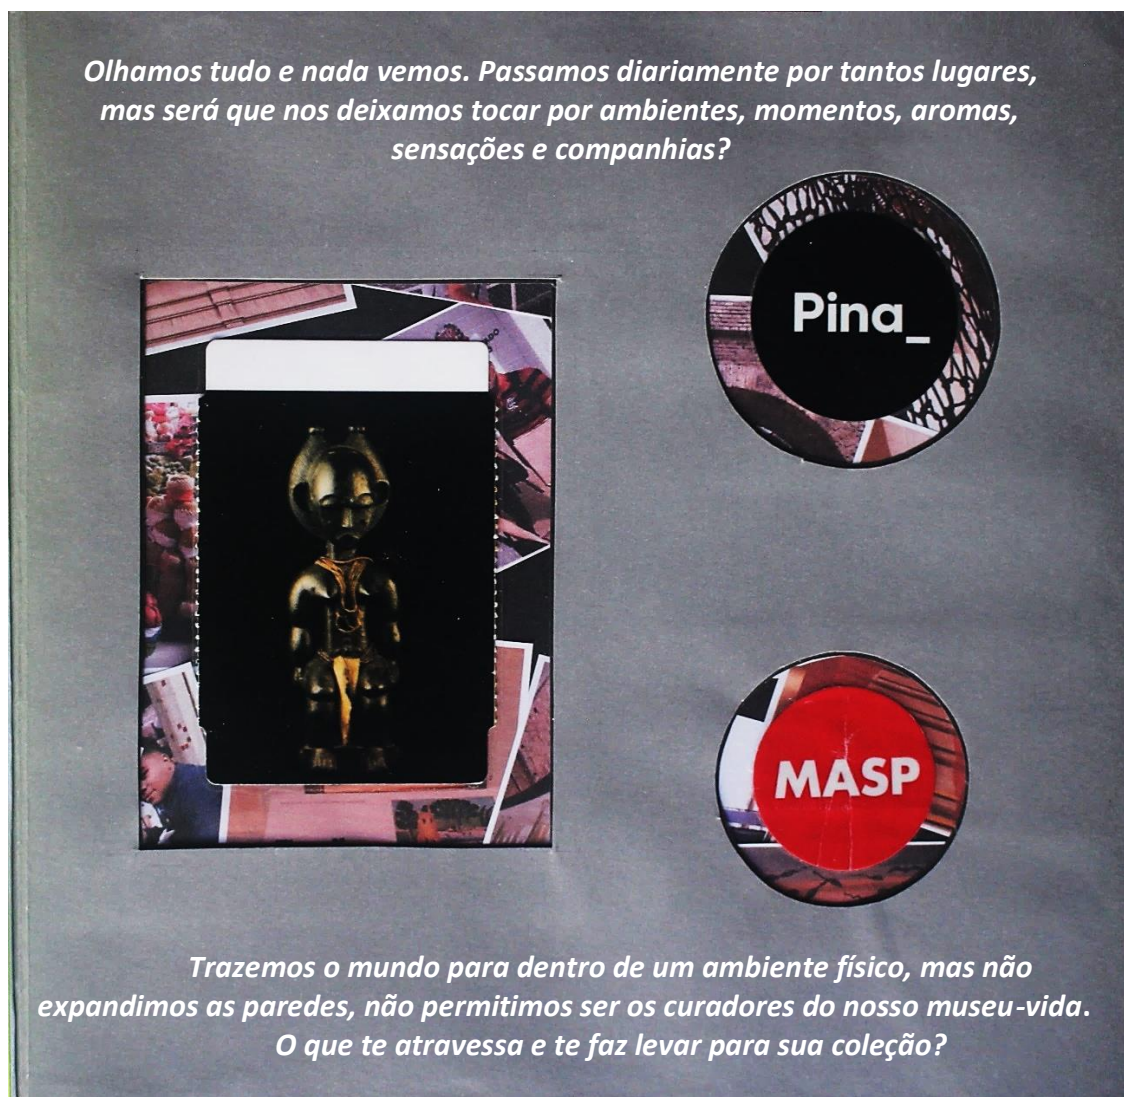 Olhamos tudo e nada vemos. Passamos diariamente por tantos lugares,
mas será que nos deixamos tocar por ambientes, momentos, aromas,
sensações e companhias?
Pina_
MASP
Trazemos o mundo para dentro de um ambiente físico, mas não
expandimos as paredes, não permitimos ser os curadores do nosso museu-vida.
O que te atravessa e te faz levar para sua coleção?